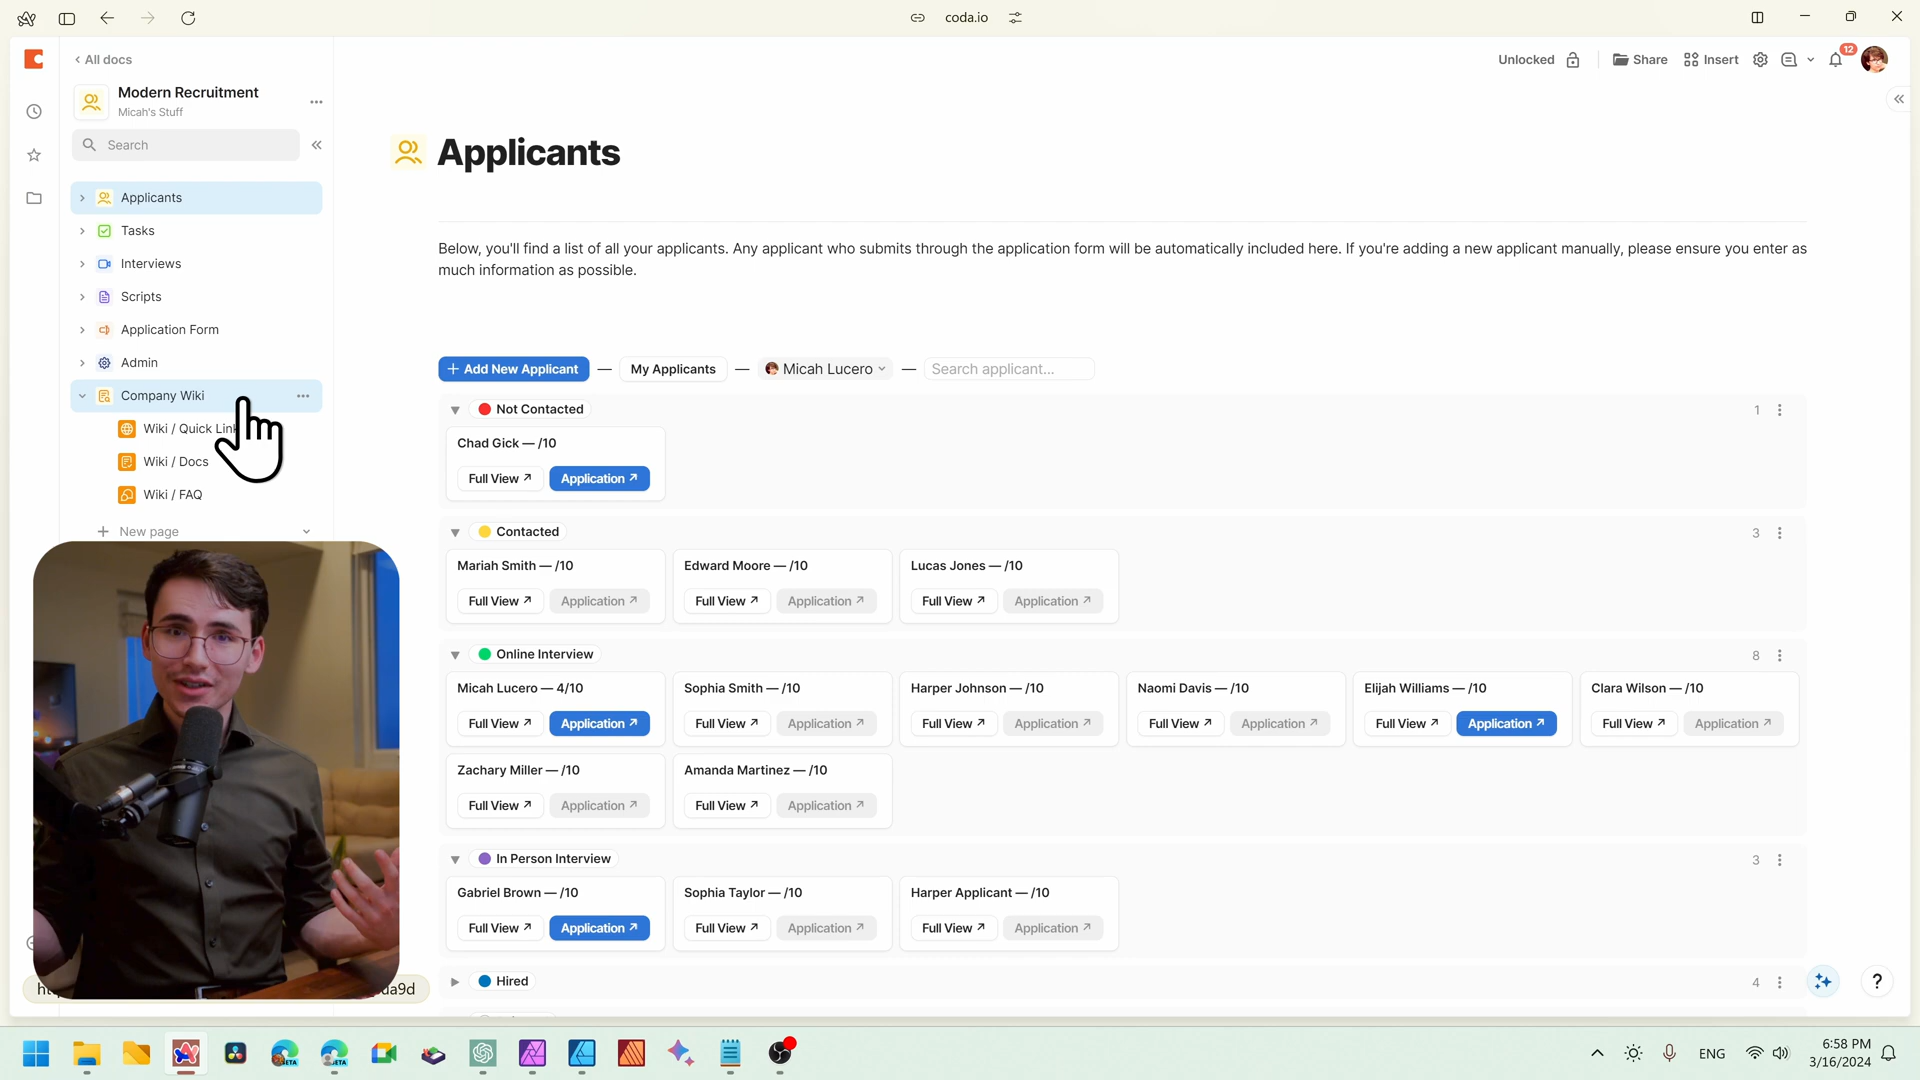 coda.io
All docs
Unlocked
Share
Insert
12
Modern Recruitment
Micah's Stuff
Search
Applicants
Tasks
Interviews
Scripts
Application Form
Admin
Company Wiki
Wiki / Quick Link
Wiki / Docs
Wiki / FAQ
New page
Applicants
Below, you'll find a list of all your applicants. Any applicant who submits through the application form will be automatically included here. If you're adding a new applicant manually, please ensure you enter as
much information as possible.
+ Add New Applicant — My Applicants — Micah Lucero — Search applicant...
Not Contacted 1
Chad Gick — /10
Full View ↗ Application ↗
Contacted 3
Mariah Smith — /10 Edward Moore — /10 Lucas Jones — /10
Full View ↗ Application ↗ Full View ↗ Application ↗ Full View ↗ Application ↗
Online Interview 8
Micah Lucero — 4/10 Sophia Smith — /10 Harper Johnson — /10 Naomi Davis — /10 Elijah Williams — /10 Clara Wilson — /10
Full View ↗ Application ↗ Full View ↗ Application ↗ Full View ↗ Application ↗ Full View ↗ Application ↗ Full View ↗ Application ↗ Full View ↗ Application ↗
Zachary Miller — /10 Amanda Martinez — /10
Full View ↗ Application ↗ Full View ↗ Application ↗
In Person Interview 3
Gabriel Brown — /10 Sophia Taylor — /10 Harper Applicant — /10
Full View ↗ Application ↗ Full View ↗ Application ↗ Full View ↗ Application ↗
Hired 4
?
da9d
BETA
BETA
ENG
6:58 PM
3/16/2024